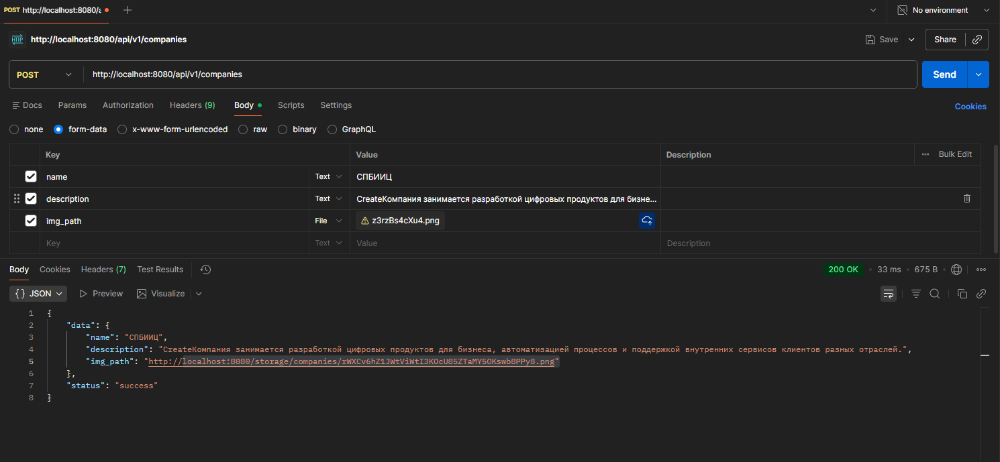 POST http://localhost:8080/a
No environment
HTTP http://localhost:8080/api/v1/companies
Save
Share
POST http://localhost:8080/api/v1/companies
Send
Docs Params Authorization Headers (9) Body Scripts Settings
Cookies
none form-data x-www-form-urlencoded raw binary GraphQL
Key Value Description Bulk Edit
name Text СПБИИЦ
description Text CreateКомпания занимается разработкой цифровых продуктов для бизне...
img_path File z3rzBs4cXu4.png
Key Text Value Description
Body Cookies Headers (7) Test Results
200 OK 33 ms 675 B
{} JSON Preview Visualize
1 {
2 "data": {
3 "name": "СПБИИЦ",
4 "description": "CreateКомпания занимается разработкой цифровых продуктов для бизнеса, автоматизацией процессов и поддержкой внутренних сервисов клиентов разных отраслей.",
5 "img_path": "http://localhost:8080/storage/companies/rWXCv6hZ1JWtViWtI3KOcU85ZTaMY5OKswb8PPy8.png"
6 },
7 "status": "success"
8 }